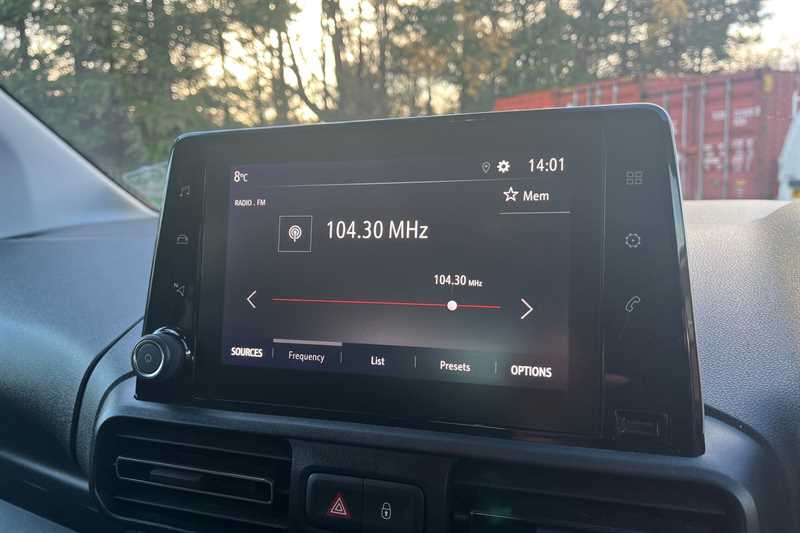 8°C
14:01
RADIO . FM
Mem
104.30 MHz
104.30 MHz
SOURCES
Frequency
List
Presets
OPTIONS